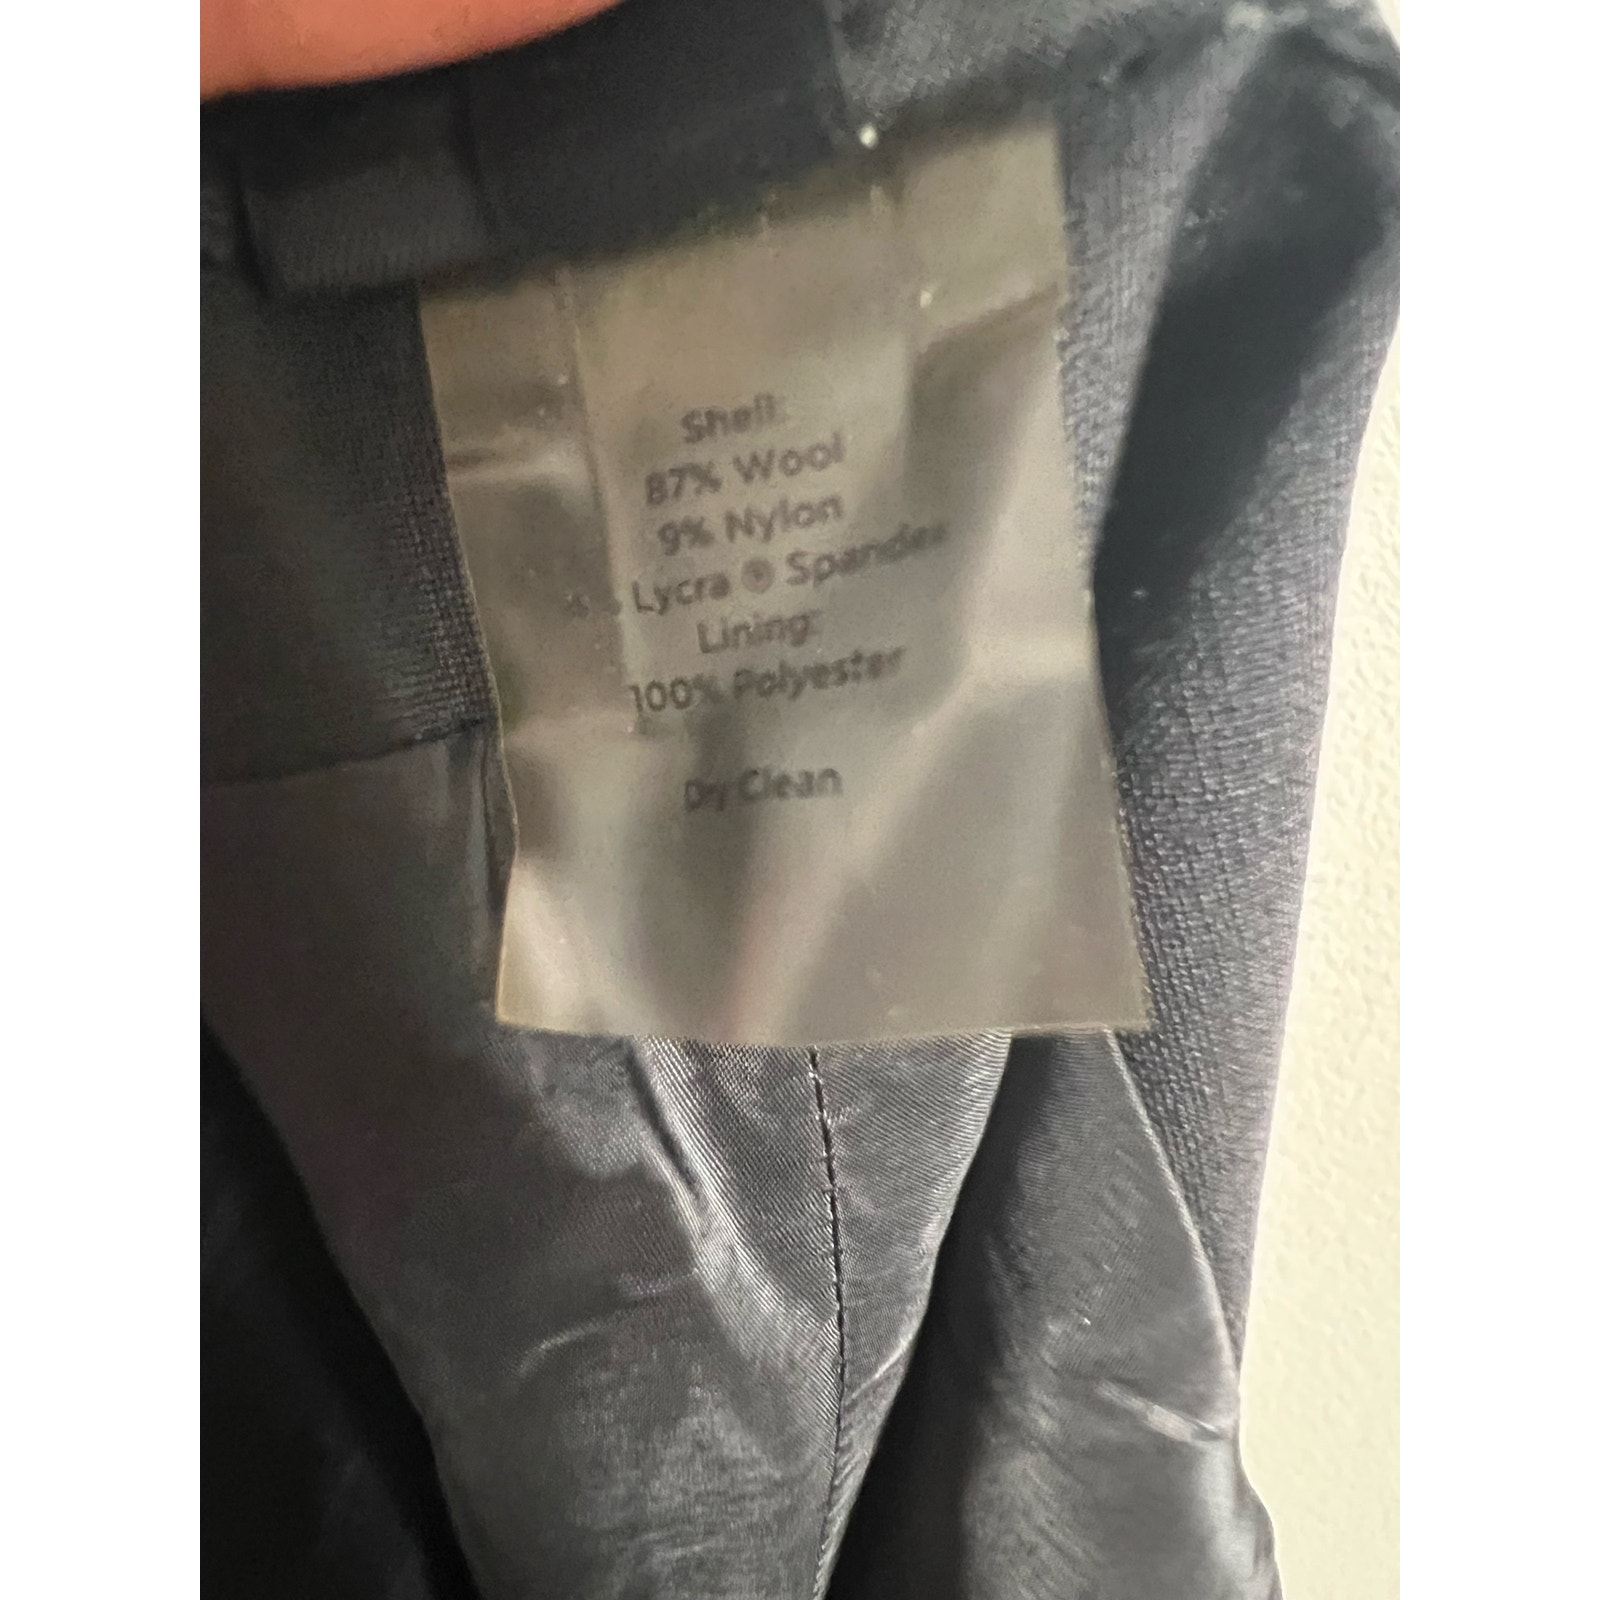 Shell:
87% Wool
9% Nylon
Lycra ® Spandex
Lining:
100% Polyester
Dry Clean